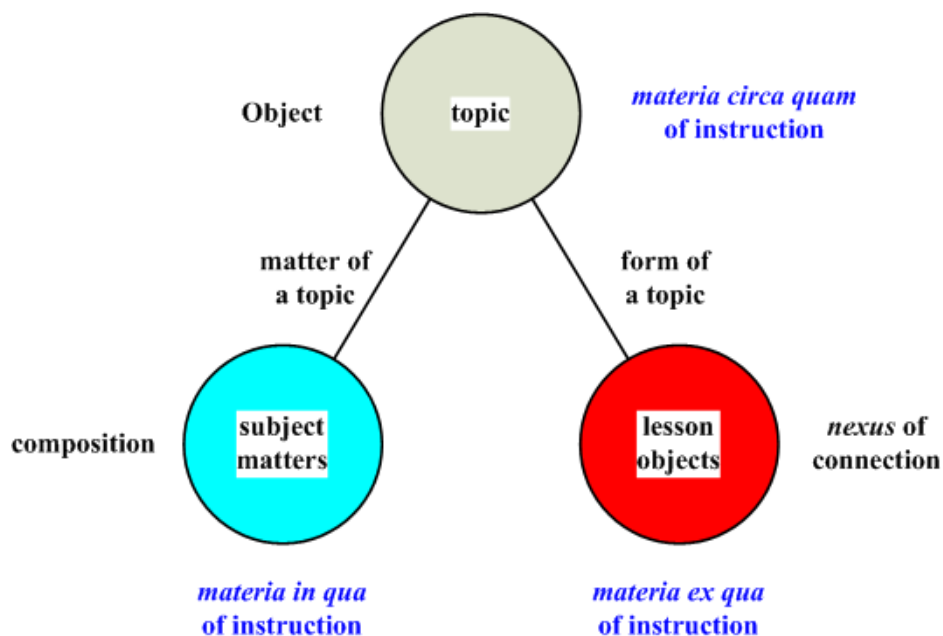 Object
topic
materia circa quam
of instruction
matter of
a topic
form of
a topic
composition
subject
matters
lesson
objects
nexus of
connection
materia in qua
of instruction
materia ex qua
of instruction